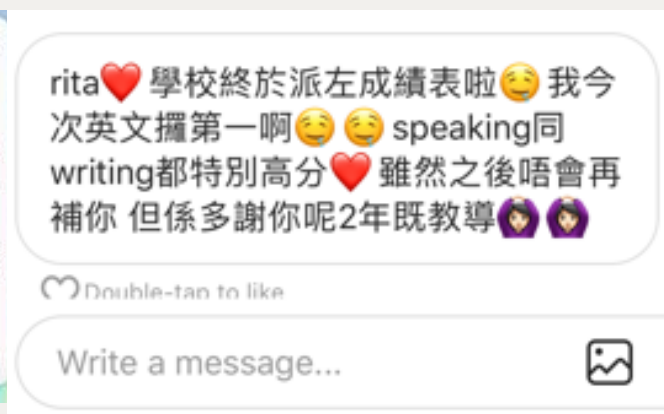 rita❤️ 學校終於派左成績表啦🤤 我今
次英文攞第一啊🤤 🤤 speaking同
writing都特別高分❤️ 雖然之後唔會再
補你 但係多謝你呢2年既教導🙆🏻‍♀️ 🙆🏻‍♀️
Double-tap to like
Write a message...